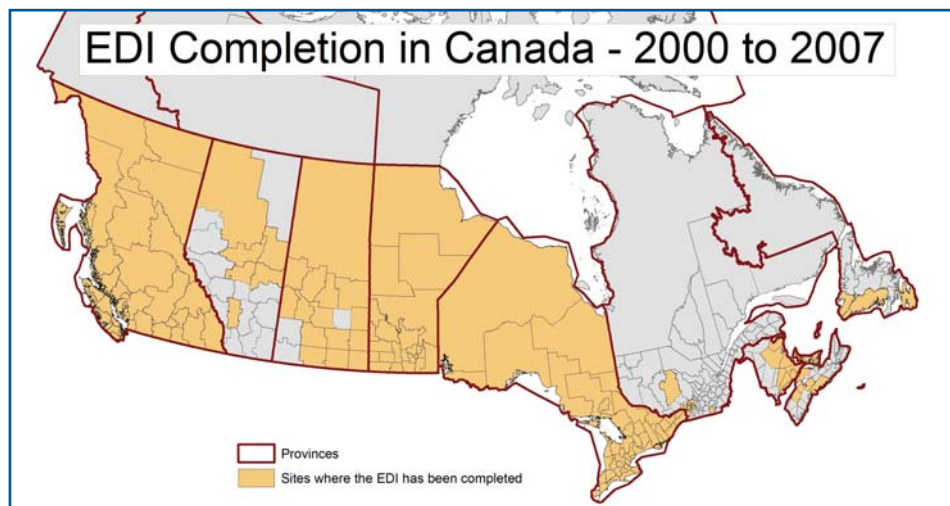 EDI Completion in Canada - 2000 to 2007
Provinces
Sites where the EDI has been completed